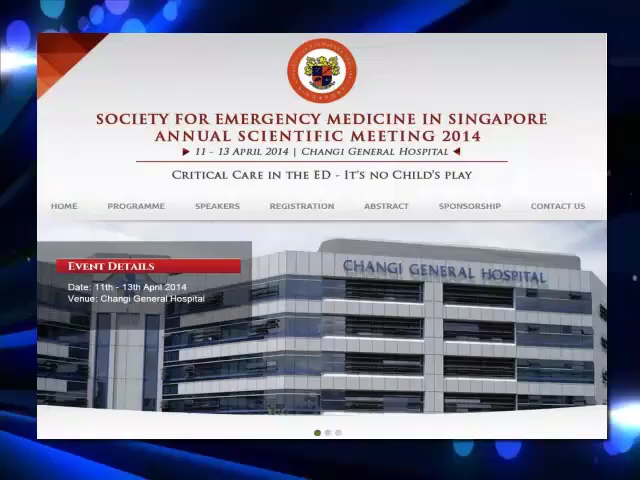 SOCIETY FOR EMERGENCY MEDICINE IN SINGAPORE
ANNUAL SCIENTIFIC MEETING 2014
11 - 13 APRIL 2014 | CHANGI GENERAL HOSPITAL
CRITICAL CARE IN THE ED - IT'S NO CHILD'S PLAY
HOME PROGRAMME SPEAKERS REGISTRATION ABSTRACT SPONSORSHIP CONTACT US
CHANGI GENERAL HOSPITAL
EVENT DETAILS
Date: 11th - 13th April 2014
Venue: Changi General Hospital